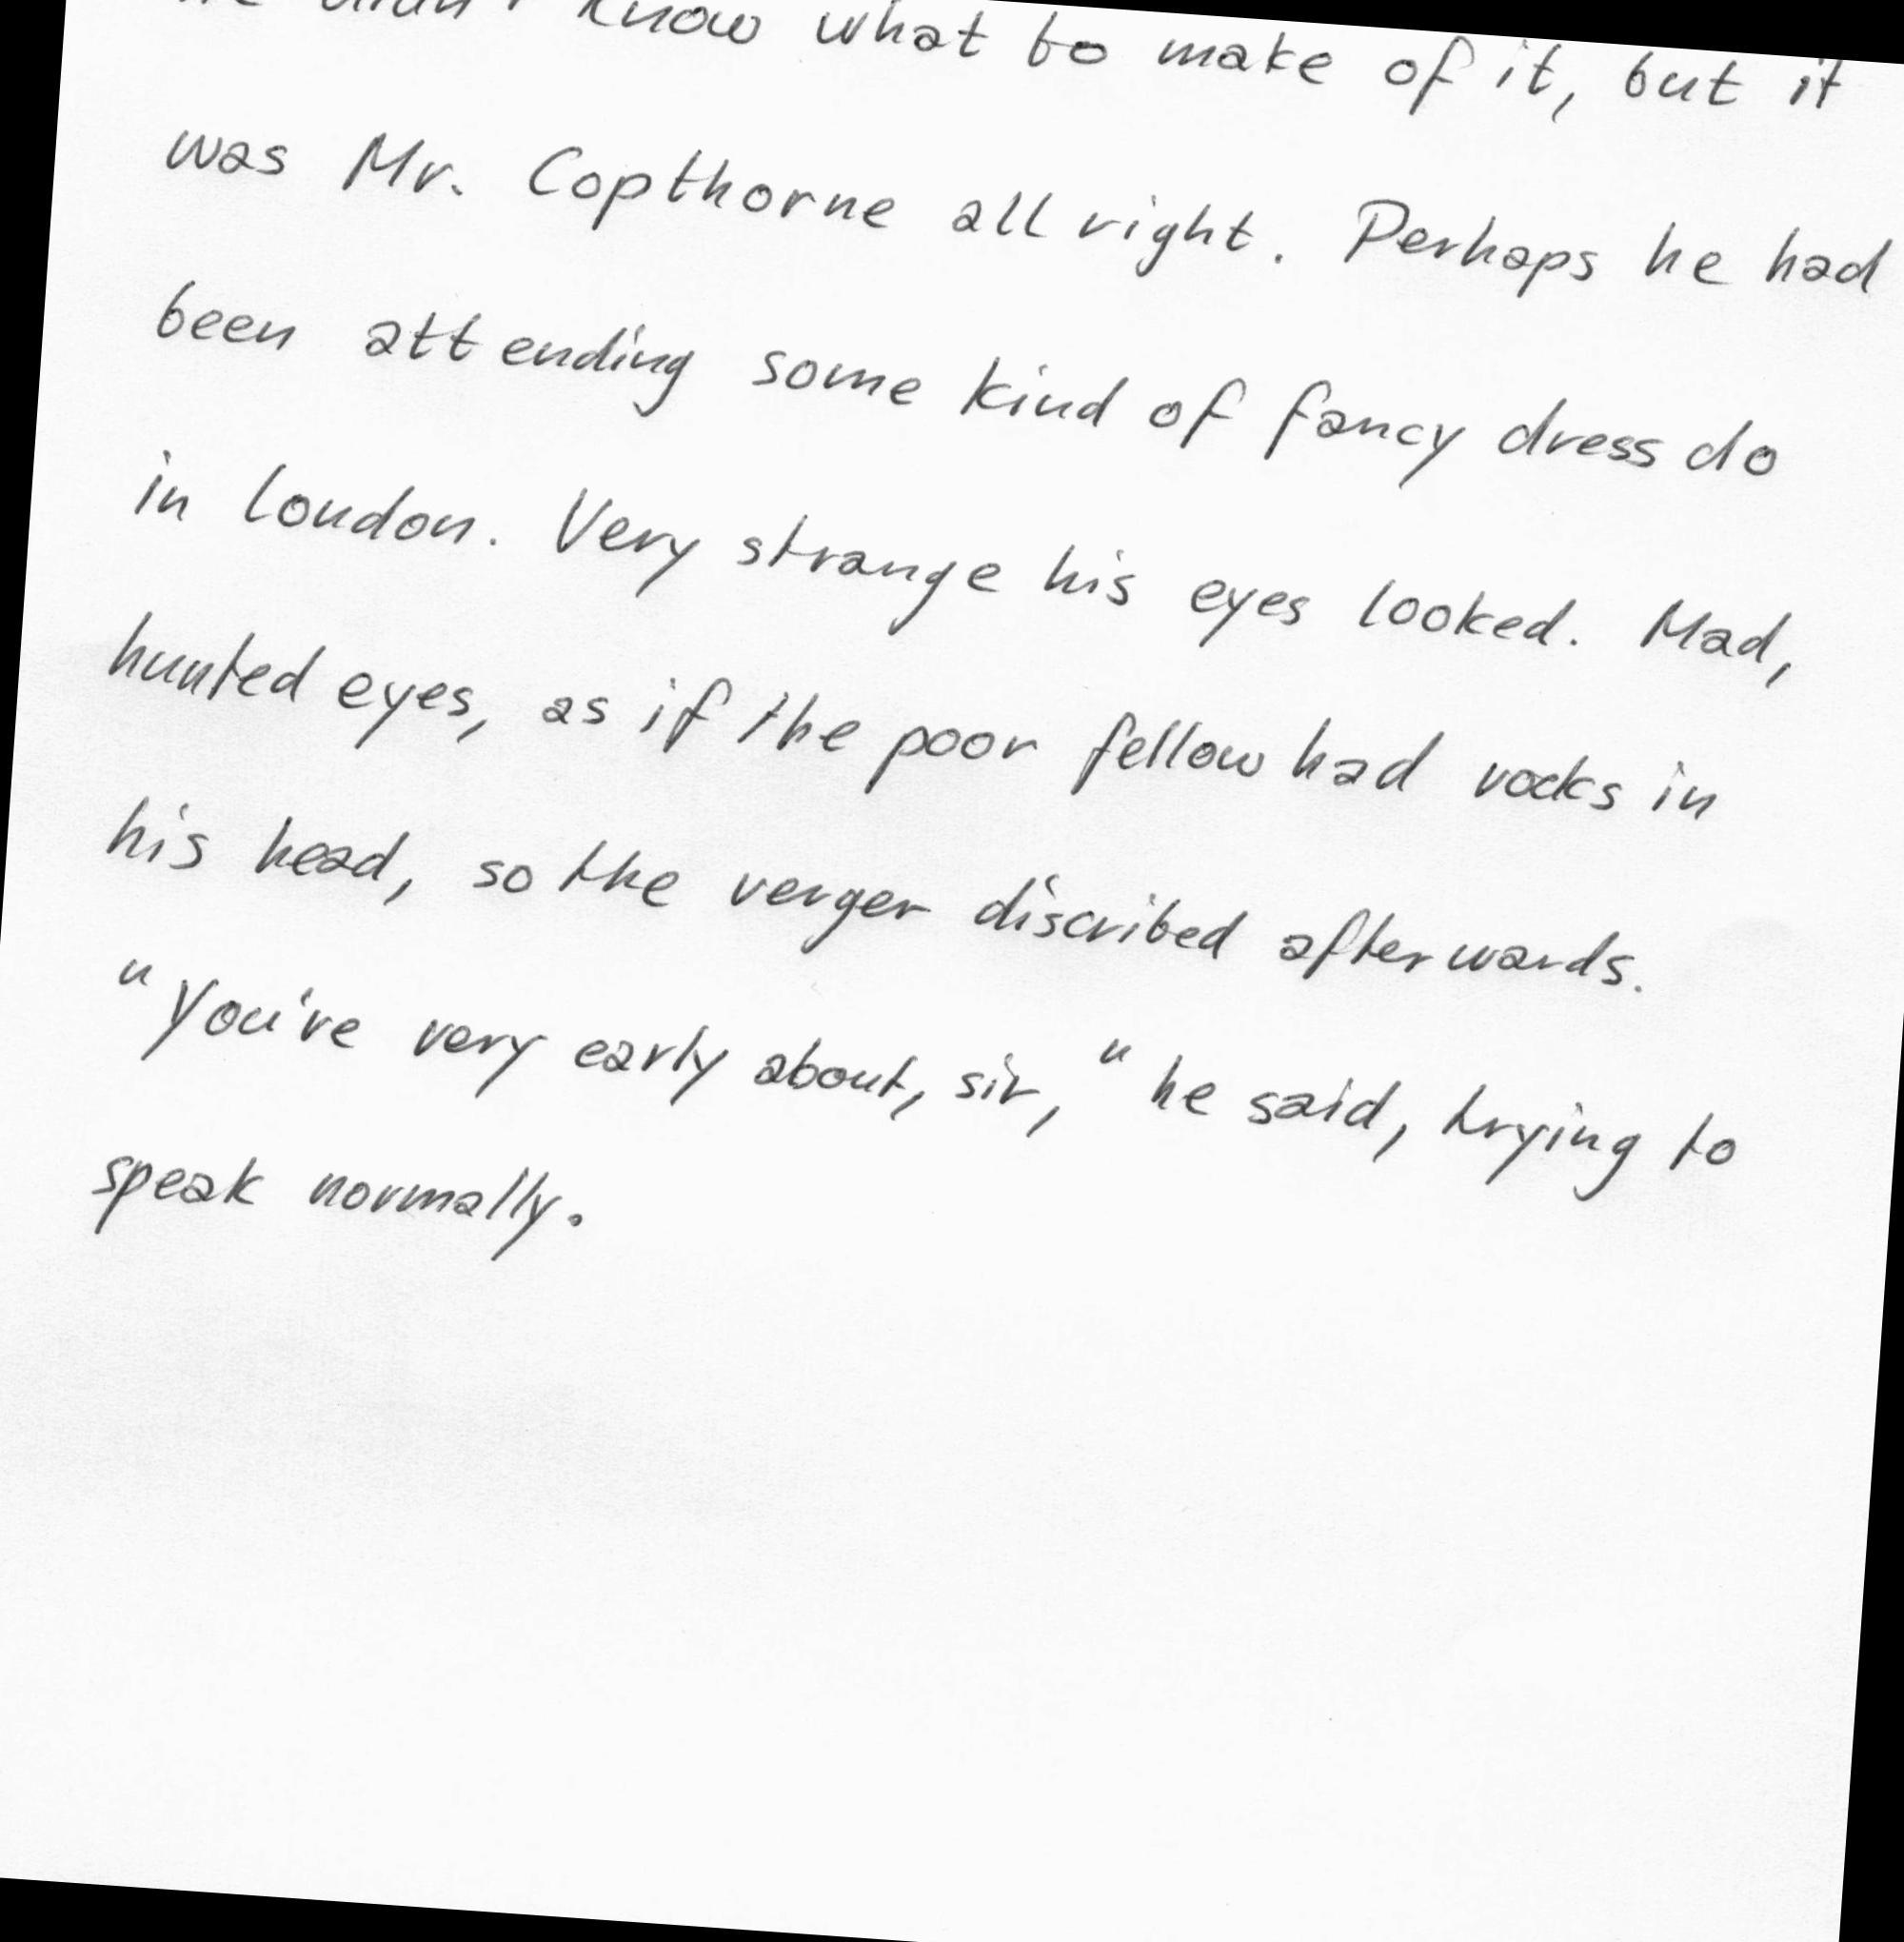 He didn't know what to make of it, but it
was Mr. Copthorne all right. Perhaps he had
been attending some kind of fancy dress do
in London. Very strange his eyes looked. Mad,
hunted eyes, as if the poor fellow had rocks in
his head, so the verger discribed afterwards.
"You've very early about, sir," he said, trying to
speak normally.